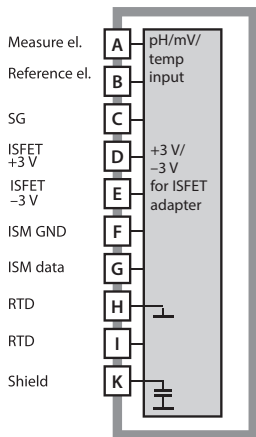 Measure el.
A
pH/mV/
temp
input
Reference el.
B
SG
C
ISFET
+3 V
D
+3 V/
–3 V
for ISFET
adapter
ISFET
–3 V
E
ISM GND
F
ISM data
G
RTD
H
RTD
I
Shield
K